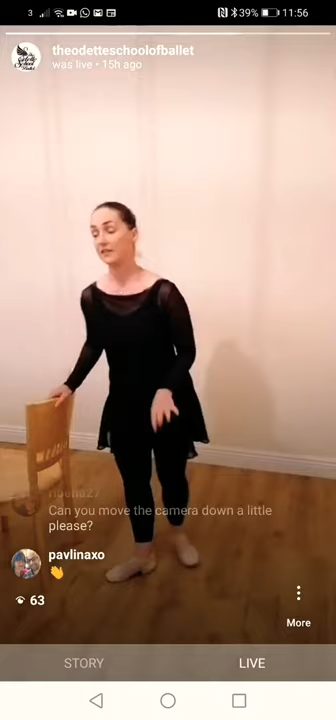 3 39% 11:56
theodetteschoolofballet
was live • 15h ago
Can you move the camera down a little
please?
pavlinaxo
63
More
STORY LIVE